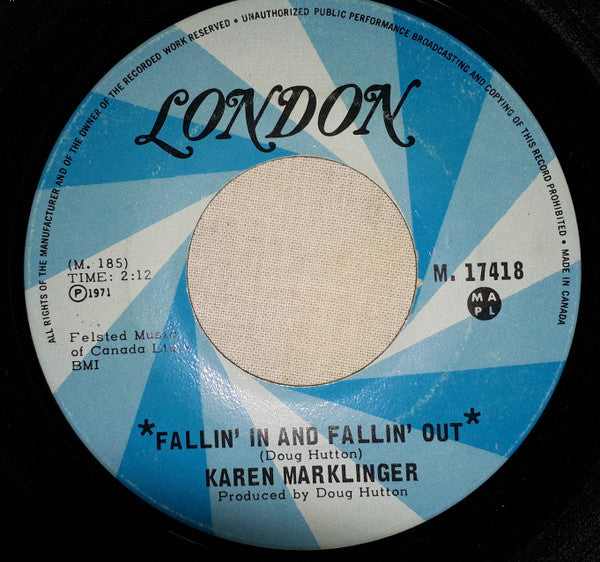 ALL RIGHTS OF THE MANUFACTURER AND OF THE OWNER OF THE RECORDED WORK RESERVED • UNAUTHORIZED PUBLIC PERFORMANCE BROADCASTING AND COPYING OF THIS RECORD PROHIBITED • MADE IN CANADA
LONDON
(M. 185)
TIME: 2:12
Ⓟ1971
M. 17418
MA
PL
Felsted Music
of Canada
BMI
*FALLIN' IN AND FALLIN' OUT*
(Doug Hutton)
KAREN MARKLINGER
Produced by Doug Hutton